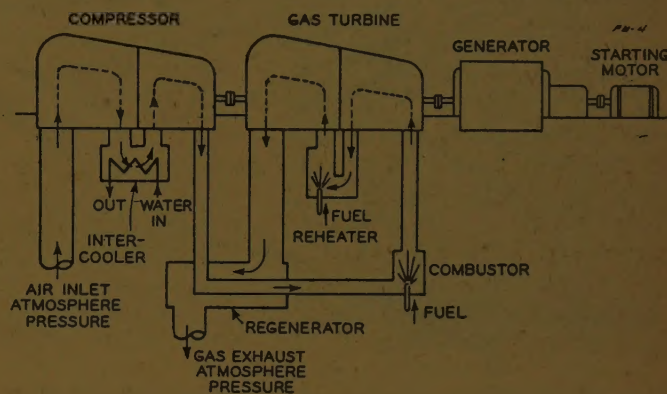 COMPRESSOR
GAS TURBINE
GENERATOR
STARTING
MOTOR
OUT WATER
IN
INTER-
COOLER
FUEL
REHEATER
COMBUSTOR
FUEL
AIR INLET
ATMOSPHERE
PRESSURE
REGENERATOR
GAS EXHAUST
ATMOSPHERE
PRESSURE